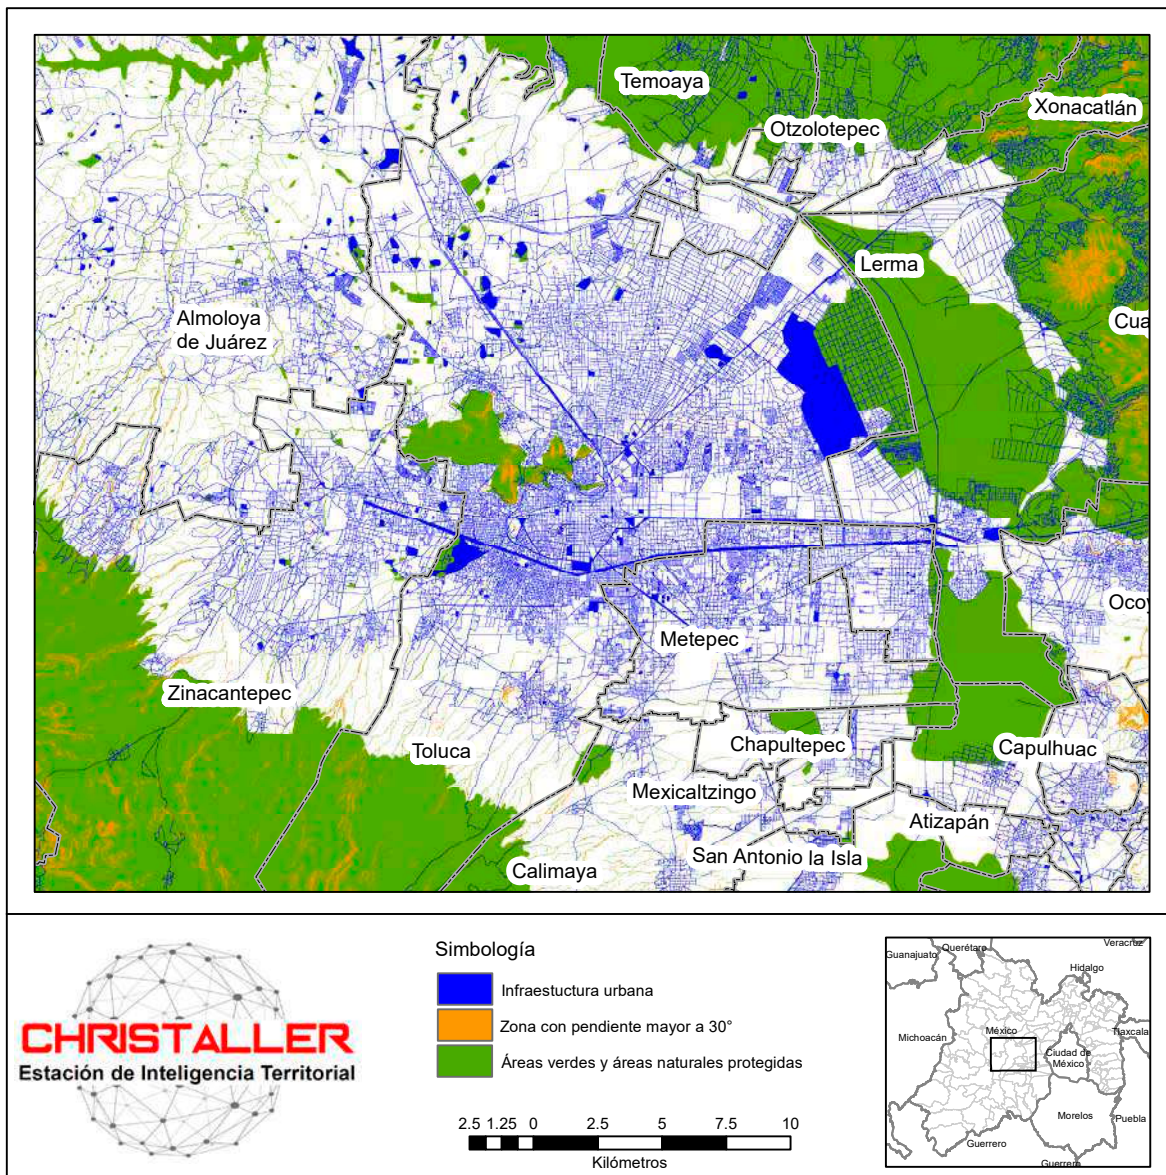 Temoaya
Xonacatlán
Otzolotepec
Lerma
Almoloya
de Juárez
Cua
Ocoy
Metepec
Zinacantepec
Toluca
Chapultepec
Capulhuac
Mexicaltzingo
Atizapán
San Antonio la Isla
Calimaya
CHRISTALLER
Estación de Inteligencia Territorial
Simbología
Infraestuctura urbana
Zona con pendiente mayor a 30°
Áreas verdes y áreas naturales protegidas
2.5 1.25 0 2.5 5 7.5 10
Kilómetros
Guanajuato
Querétaro
Veracruz
Hidalgo
Michoacán
México
Tlaxcala
Ciudad de
México
Morelos
Puebla
Guerrero
Guerrero